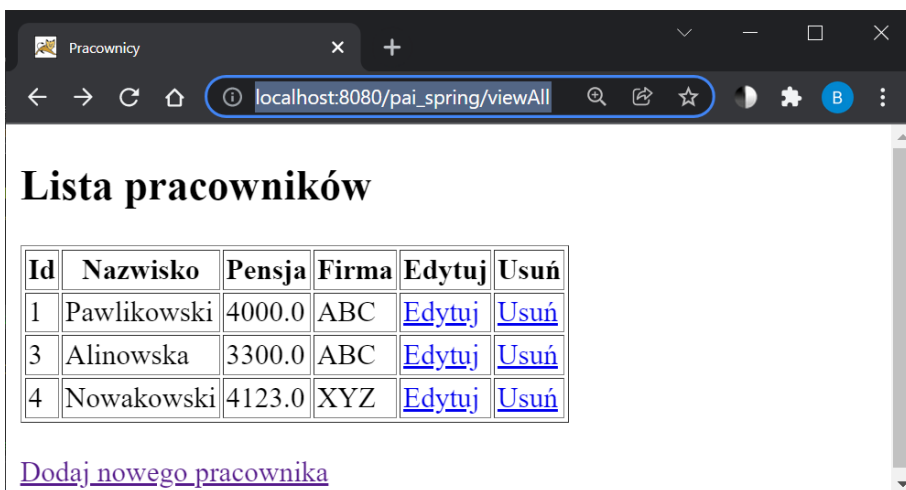 Pracownicy
localhost:8080/pai_spring/viewAll
B
Lista pracowników
Id Nazwisko Pensja Firma Edytuj Usuń
1 Pawlikowski 4000.0 ABC Edytuj Usuń
3 Alinowska 3300.0 ABC Edytuj Usuń
4 Nowakowski 4123.0 XYZ Edytuj Usuń
Dodaj nowego pracownika